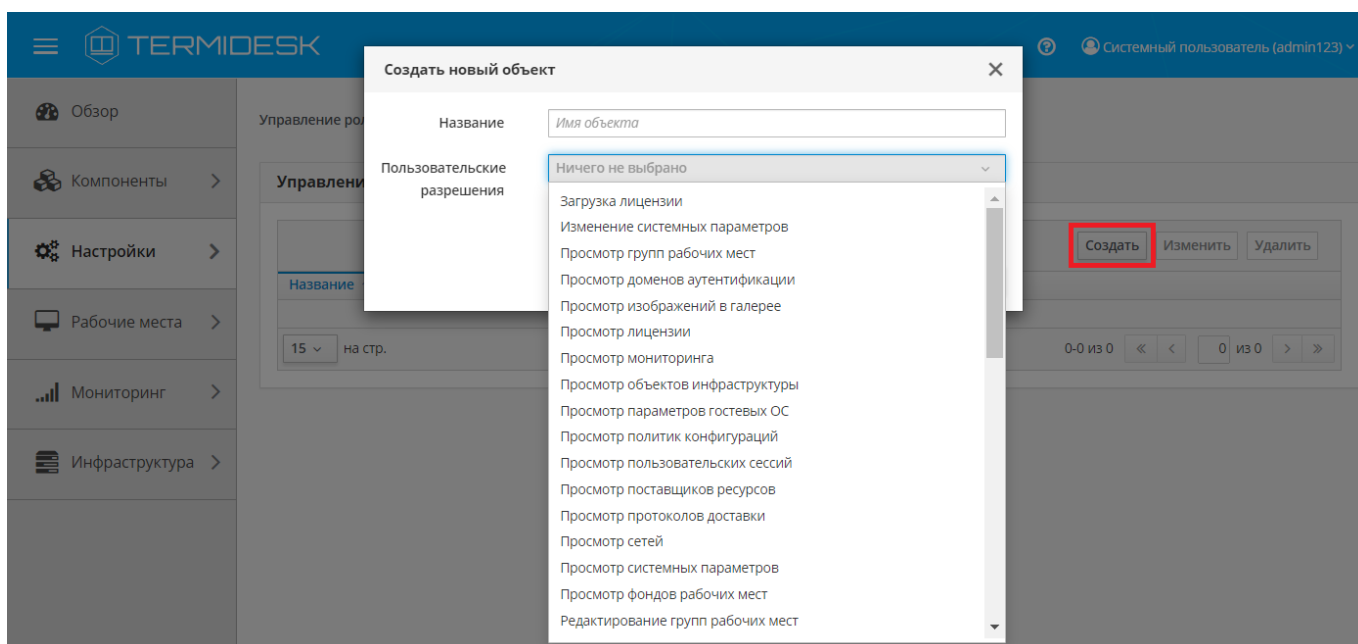 TERMIDESK
Системный пользователь (admin123)
Создать новый объект
Обзор
Управление рол
Название
Имя объекта
Пользовательские
разрешения
Ничего не выбрано
Компоненты
Управлени
Загрузка лицензии
Изменение системных параметров
Настройки
Просмотр групп рабочих мест
Создать Изменить Удалить
Название
Просмотр доменов аутентификации
Просмотр изображений в галерее
Рабочие места
Просмотр лицензии
15 на стр.
0-0 из 0 « < 0 из 0 > »
Просмотр мониторинга
Просмотр объектов инфраструктуры
Мониторинг
Просмотр параметров гостевых ОС
Просмотр политик конфигураций
Инфраструктура
Просмотр пользовательских сессий
Просмотр поставщиков ресурсов
Просмотр протоколов доставки
Просмотр сетей
Просмотр системных параметров
Просмотр фондов рабочих мест
Редактирование групп рабочих мест